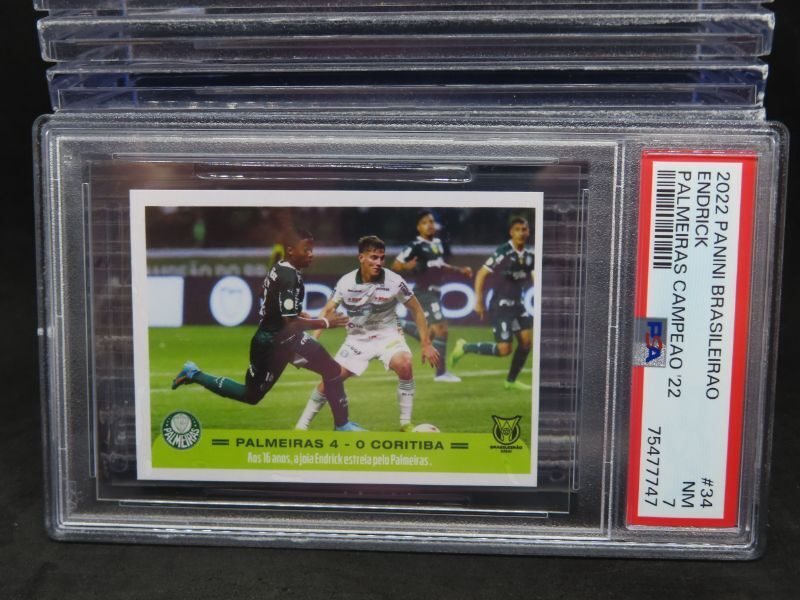 2022 PANINI BRASILEIRAO
ENDRICK
PALMEIRAS CAMPEAO '22
#34
NM
7
PSA
75477747
PALMEIRAS
PALMEIRAS 4 - 0 CORITIBA
Aos 16 anos, a joia Endrick estreia pelo Palmeiras.
BRASILEIRÃO